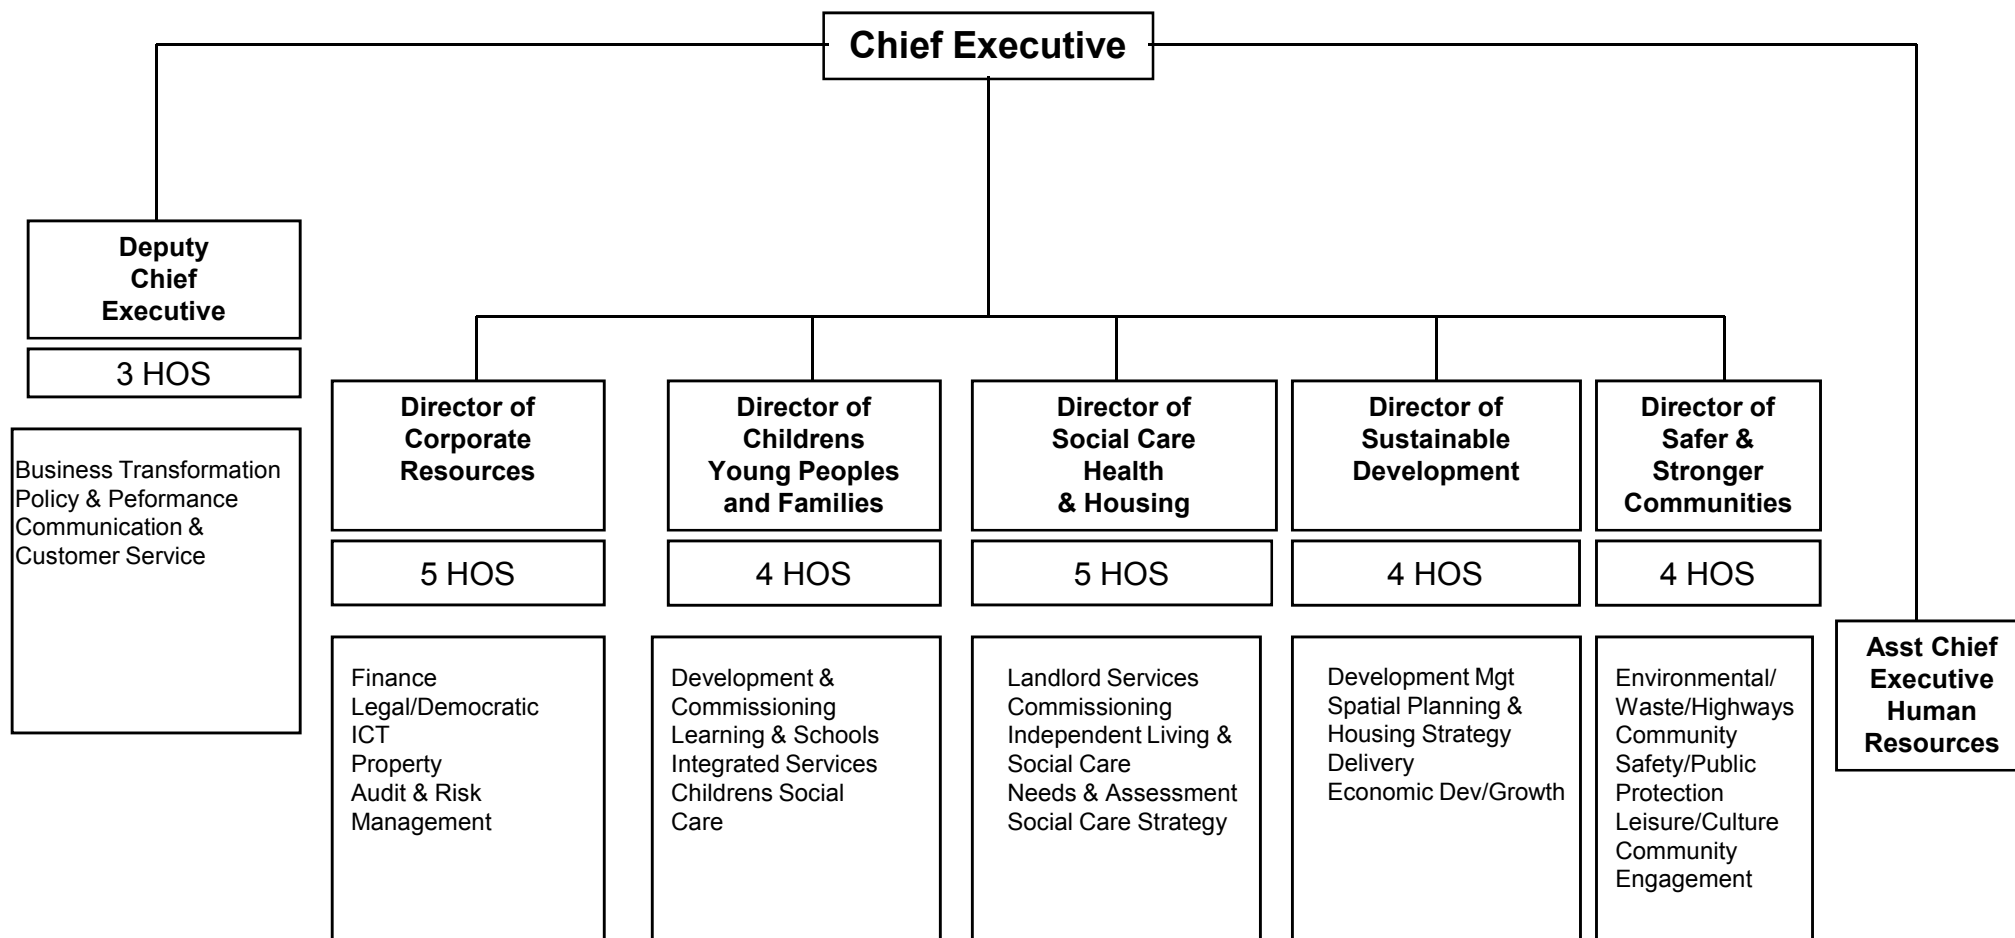 Chief Executive
Deputy
Chief
Executive
3 HOS
Business Transformation
Policy & Peformance
Communication &
Customer Service
Director of
Corporate
Resources
5 HOS
Finance
Legal/Democratic
ICT
Property
Audit & Risk
Management
Director of
Childrens
Young Peoples
and Families
4 HOS
Development &
Commissioning
Learning & Schools
Integrated Services
Childrens Social
Care
Director of
Social Care
Health
& Housing
5 HOS
Landlord Services
Commissioning
Independent Living &
Social Care
Needs & Assessment
Social Care Strategy
Director of
Sustainable
Development
4 HOS
Development Mgt
Spatial Planning &
Housing Strategy
Delivery
Economic Dev/Growth
Director of
Safer &
Stronger
Communities
4 HOS
Environmental/
Waste/Highways
Community
Safety/Public
Protection
Leisure/Culture
Community
Engagement
Asst Chief
Executive
Human
Resources